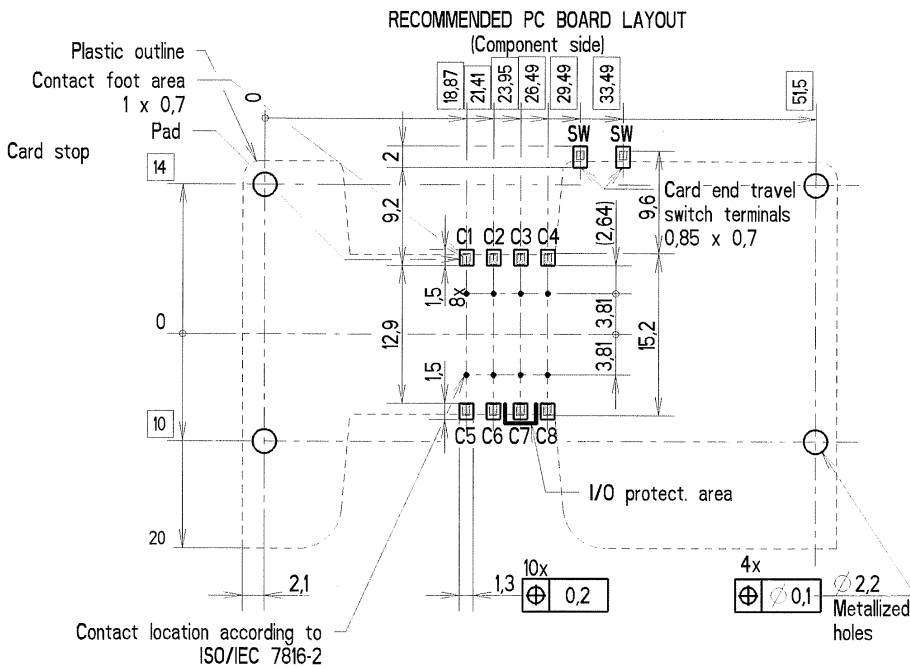 RECOMMENDED PC BOARD LAYOUT
(Component side)
Plastic outline
Contact foot area
1 x 0,7
Pad
Card stop
0
18,87
21,41
23,95
26,49
29,49
33,49
51,5
SW
SW
2
14
9,2
(2,64)
9,6
Card end travel
switch terminals
0,85 x 0,7
C1
C2
C3
C4
1,5
8x
0
12,9
3,81
3,81
15,2
1,5
10
C5
C6
C7
C8
I/O protect. area
20
2,1
1,3
10x
⌖ 0,2
4x
⌖ ∅ 0,1
∅ 2,2
Metallized
holes
Contact location according to
ISO/IEC 7816-2